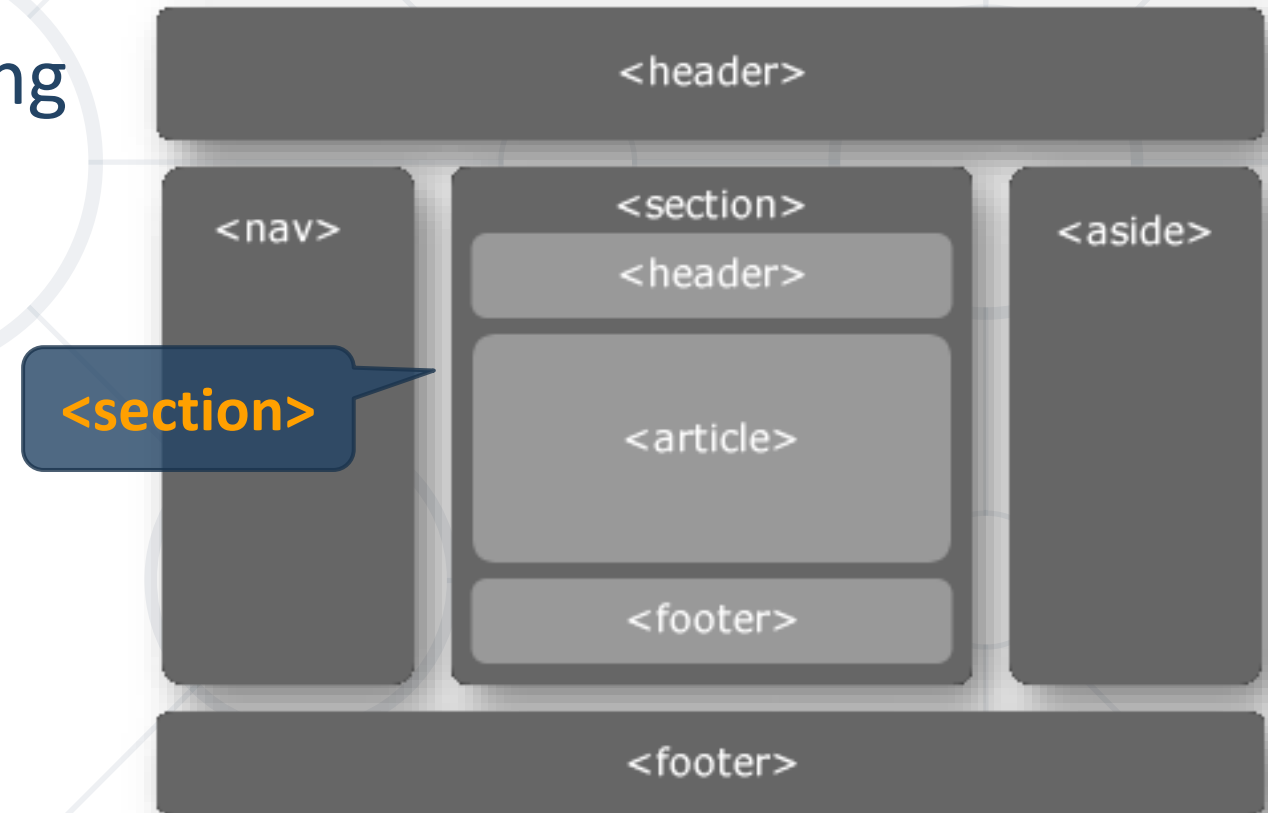 ng
<header>
<nav>
<section>
<aside>
<header>
<section>
<article>
<footer>
<footer>